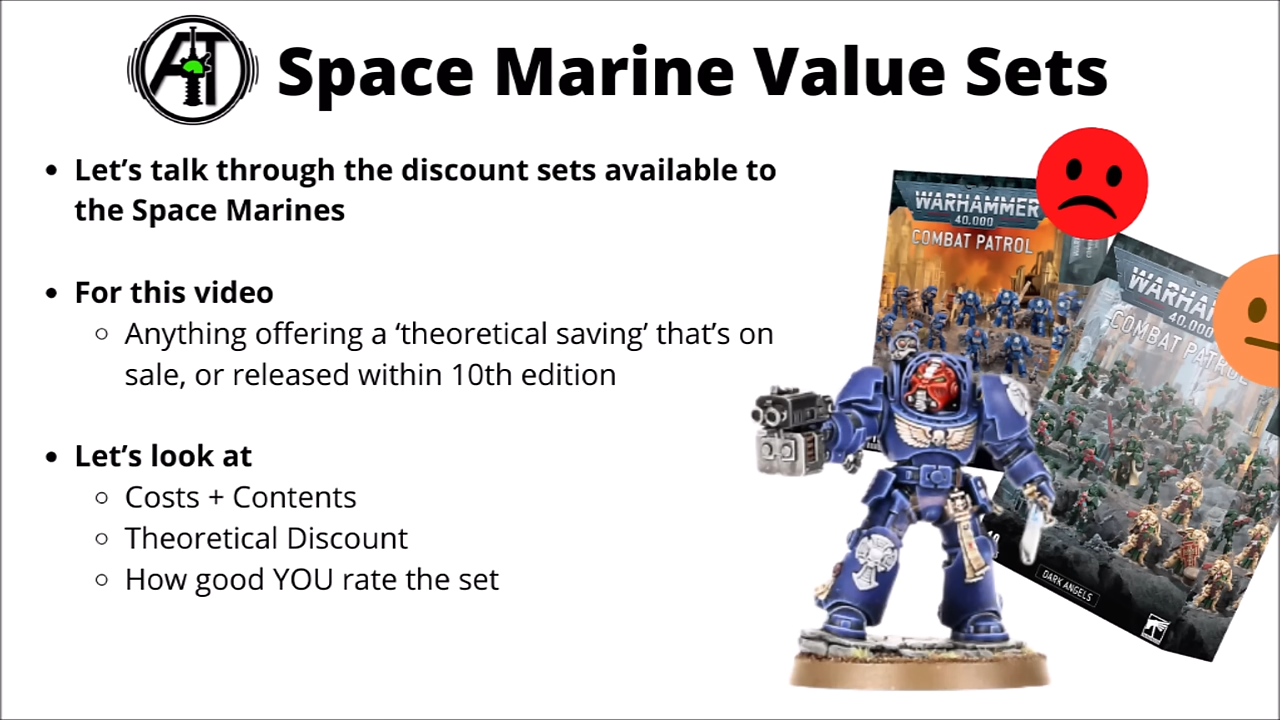 AT
Space Marine Value Sets
• Let’s talk through the discount sets available to
the Space Marines
• For this video
○ Anything offering a ‘theoretical saving’ that’s on
sale, or released within 10th edition
• Let’s look at
○ Costs + Contents
○ Theoretical Discount
○ How good YOU rate the set
WARHAMMER
40,000
COMBAT PATROL
40,000
COMBAT
DARK ANGELS